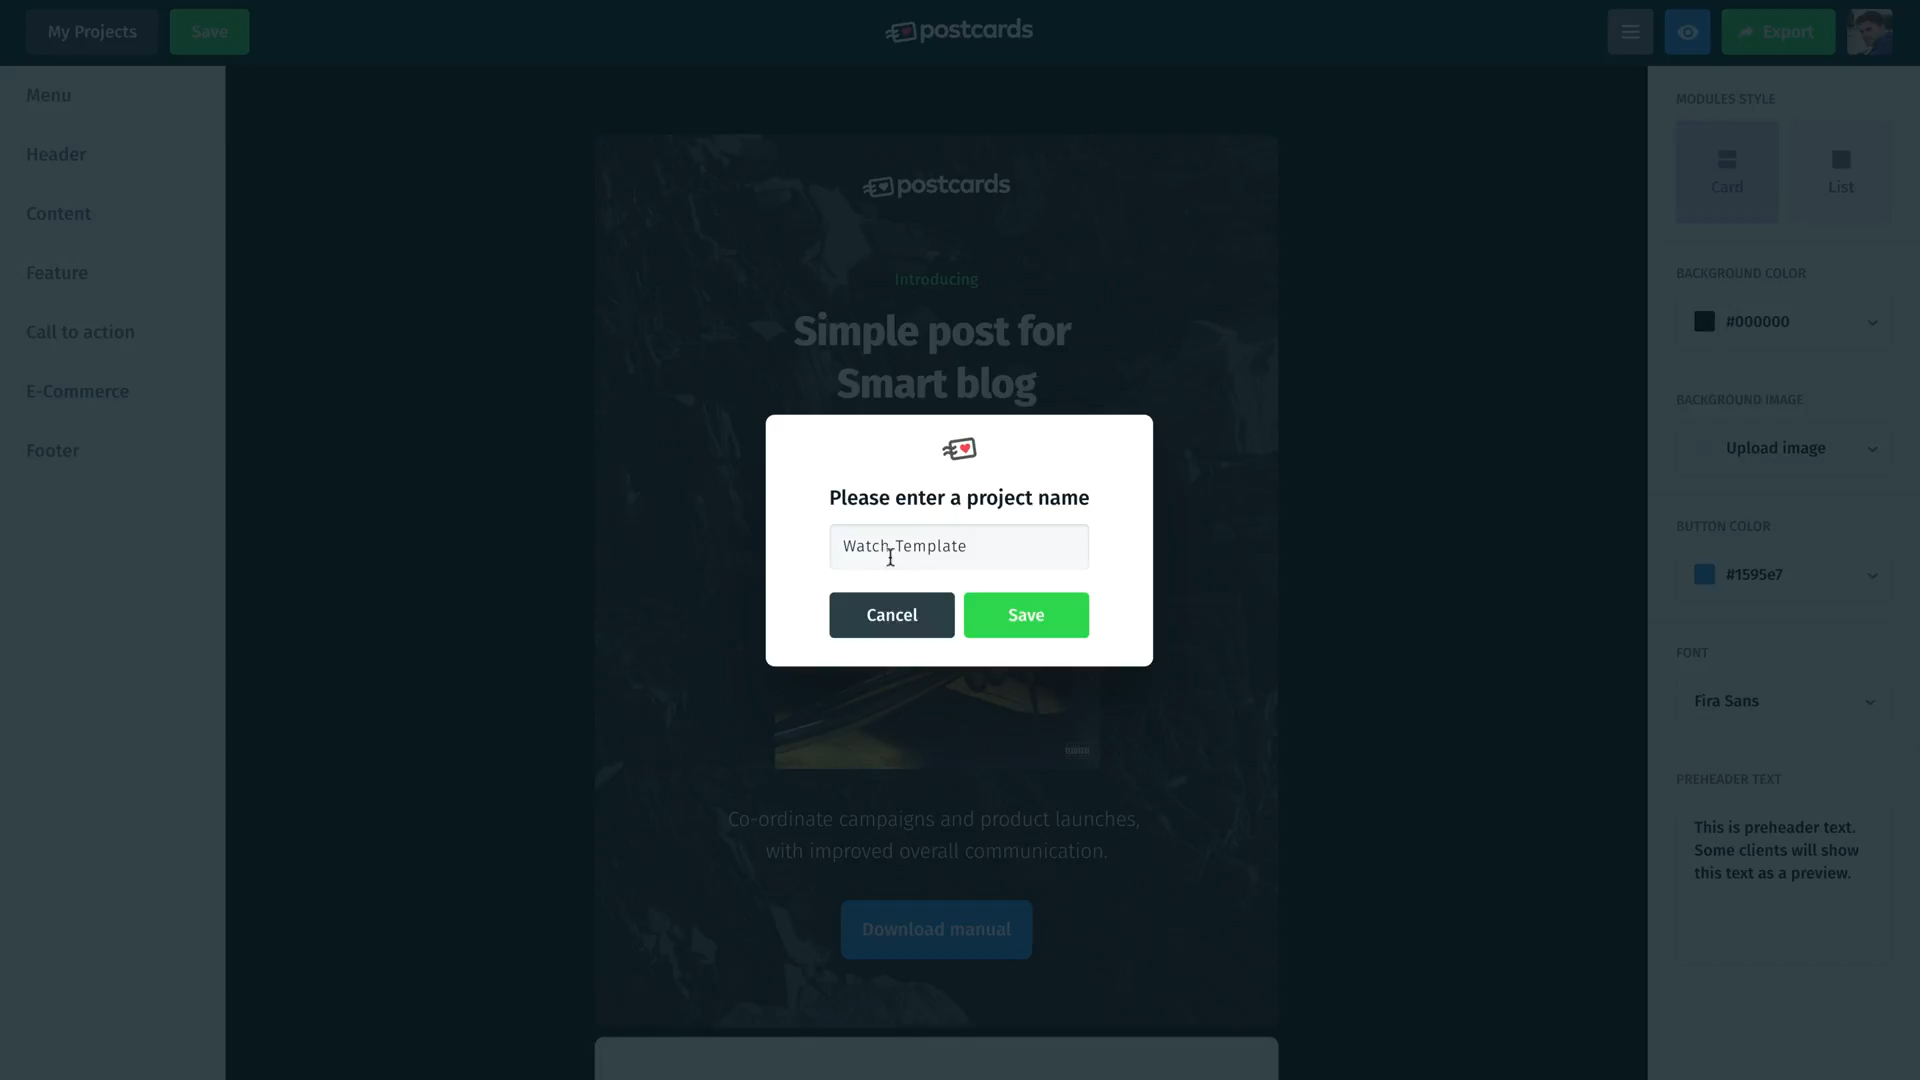 My Projects
Save
postcards
Export
Menu
Header
Content
Feature
Call to action
E-Commerce
Footer
postcards
Introducing
Simple post for
Smart blog
Please enter a project name
Watch Template
Cancel
Save
Co-ordinate campaigns and product launches,
with improved overall communication.
Download manual
MODULES STYLE
Card
List
BACKGROUND COLOR
#000000
BACKGROUND IMAGE
Upload image
BUTTON COLOR
#1595e7
FONT
Fira Sans
PREHEADER TEXT
This is preheader text.
Some clients will show
this text as a preview.